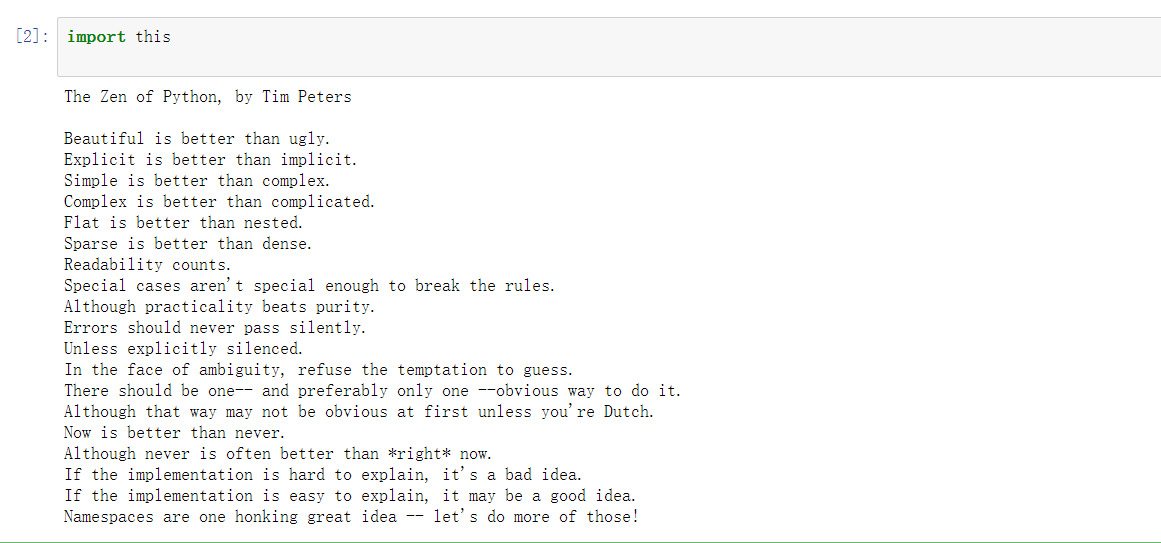 [2]: import this
The Zen of Python, by Tim Peters
Beautiful is better than ugly.
Explicit is better than implicit.
Simple is better than complex.
Complex is better than complicated.
Flat is better than nested.
Sparse is better than dense.
Readability counts.
Special cases aren't special enough to break the rules.
Although practicality beats purity.
Errors should never pass silently.
Unless explicitly silenced.
In the face of ambiguity, refuse the temptation to guess.
There should be one-- and preferably only one --obvious way to do it.
Although that way may not be obvious at first unless you're Dutch.
Now is better than never.
Although never is often better than *right* now.
If the implementation is hard to explain, it's a bad idea.
If the implementation is easy to explain, it may be a good idea.
Namespaces are one honking great idea -- let's do more of those!